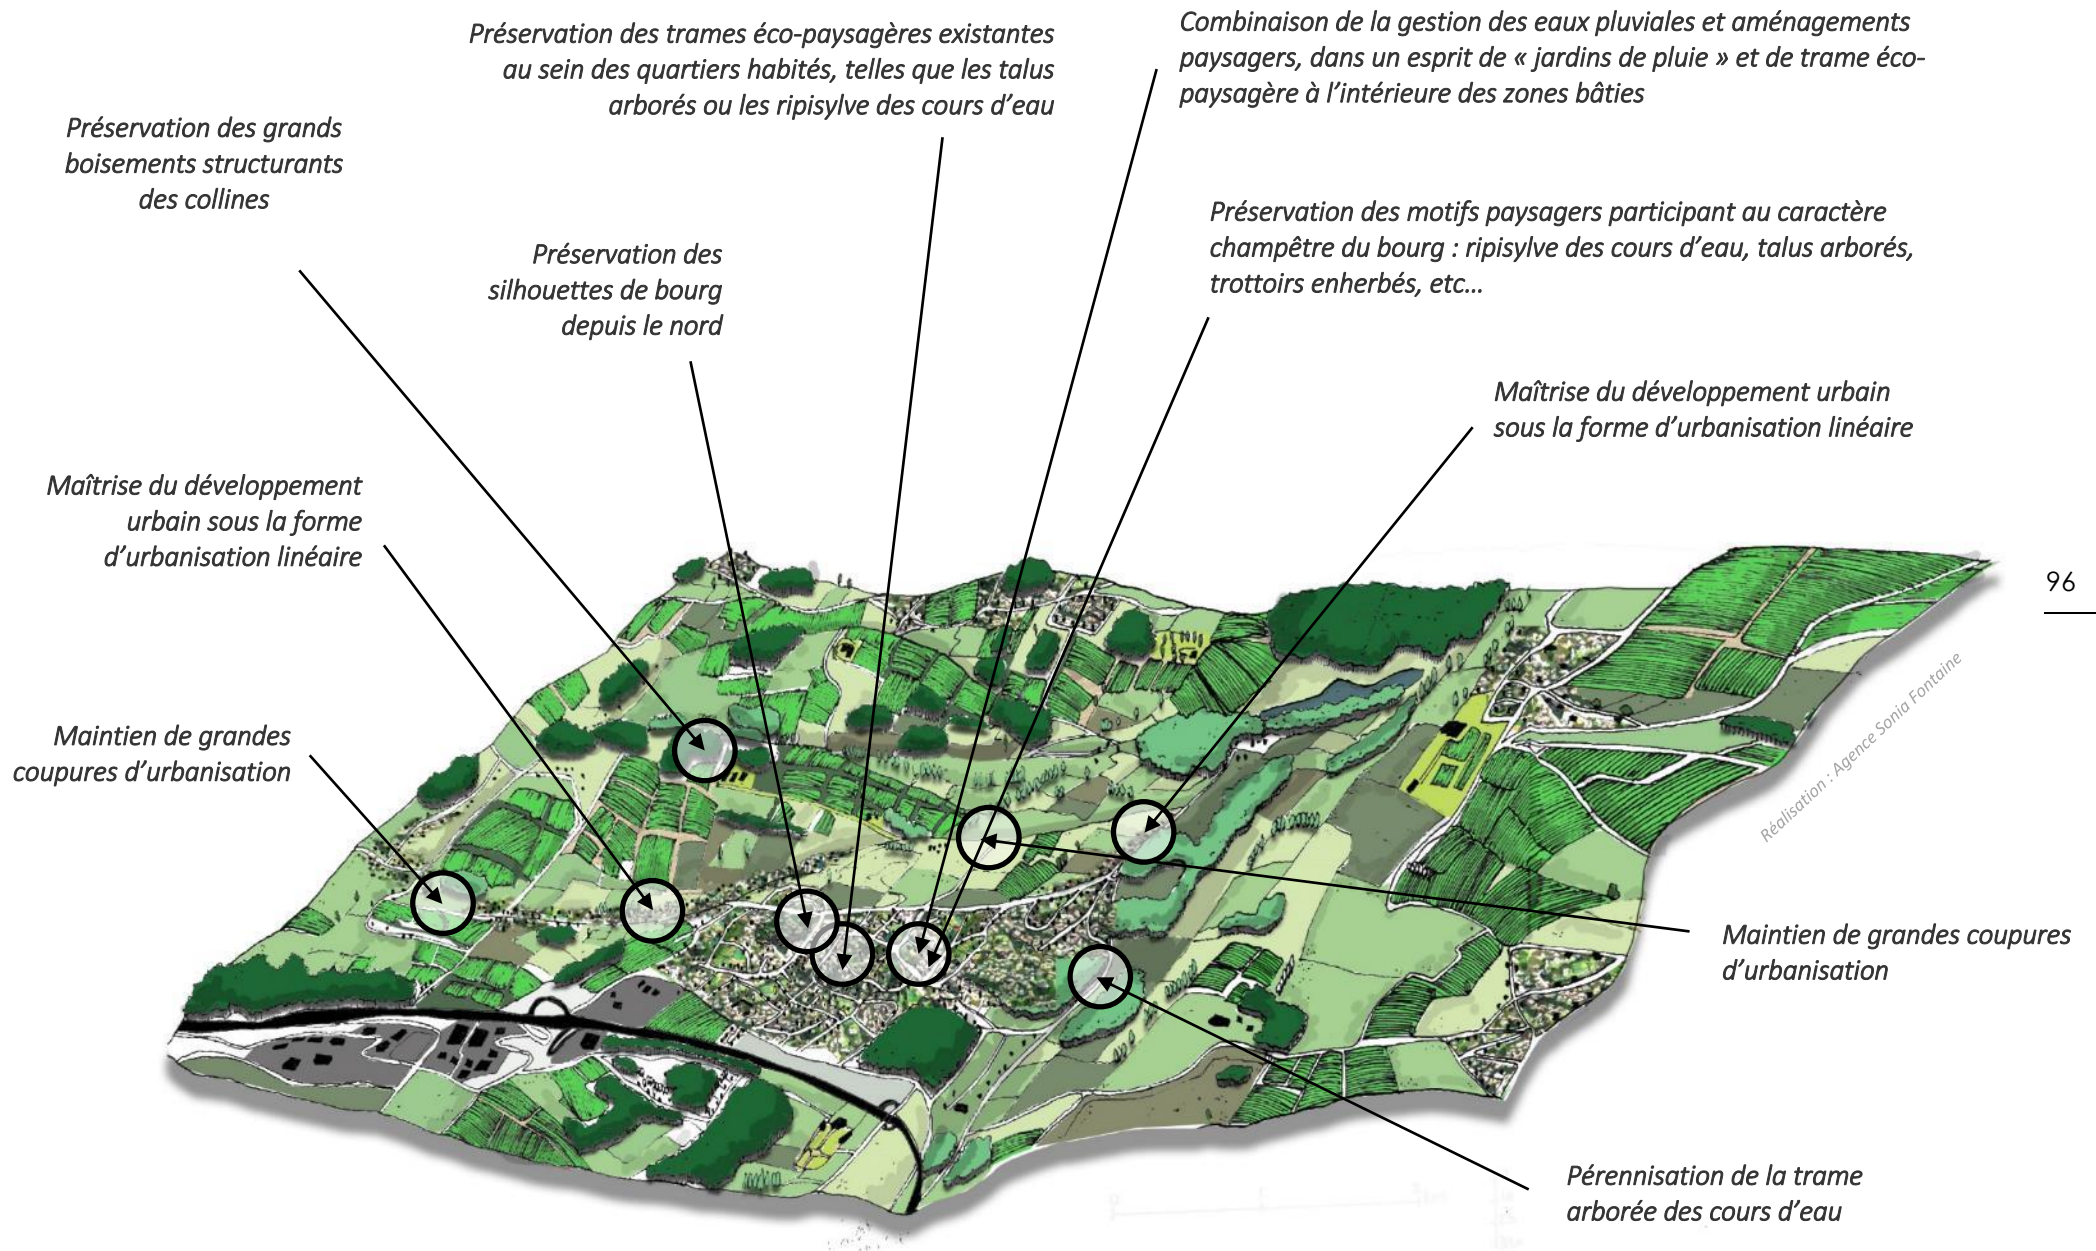 Préservation des trames éco-paysagères existantes
au sein des quartiers habités, telles que les talus
arborés ou les ripisylve des cours d’eau
Combinaison de la gestion des eaux pluviales et aménagements
paysagers, dans un esprit de « jardins de pluie » et de trame éco-
paysagère à l’intérieure des zones bâties
Préservation des grands
boisements structurants
des collines
Préservation des motifs paysagers participant au caractère
champêtre du bourg : ripisylve des cours d’eau, talus arborés,
trottoirs enherbés, etc…
Préservation des
silhouettes de bourg
depuis le nord
Maîtrise du développement urbain
sous la forme d’urbanisation linéaire
Maîtrise du développement
urbain sous la forme
d’urbanisation linéaire
96
Réalisation : Agence Sonia Fontaine
Maintien de grandes
coupures d’urbanisation
Maintien de grandes coupures
d’urbanisation
Pérennisation de la trame
arborée des cours d’eau